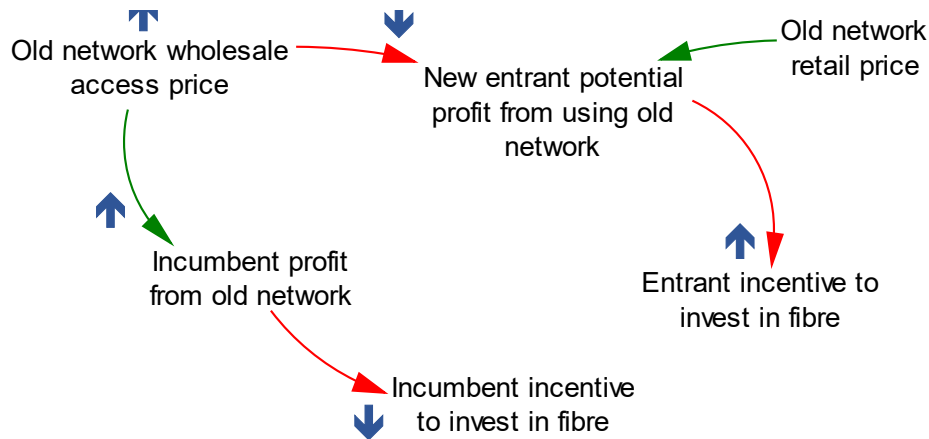 Old network wholesale
access price
New entrant potential
profit from using old
network
Old network
retail price
Incumbent profit
from old network
Entrant incentive to
invest in fibre
Incumbent incentive
to invest in fibre